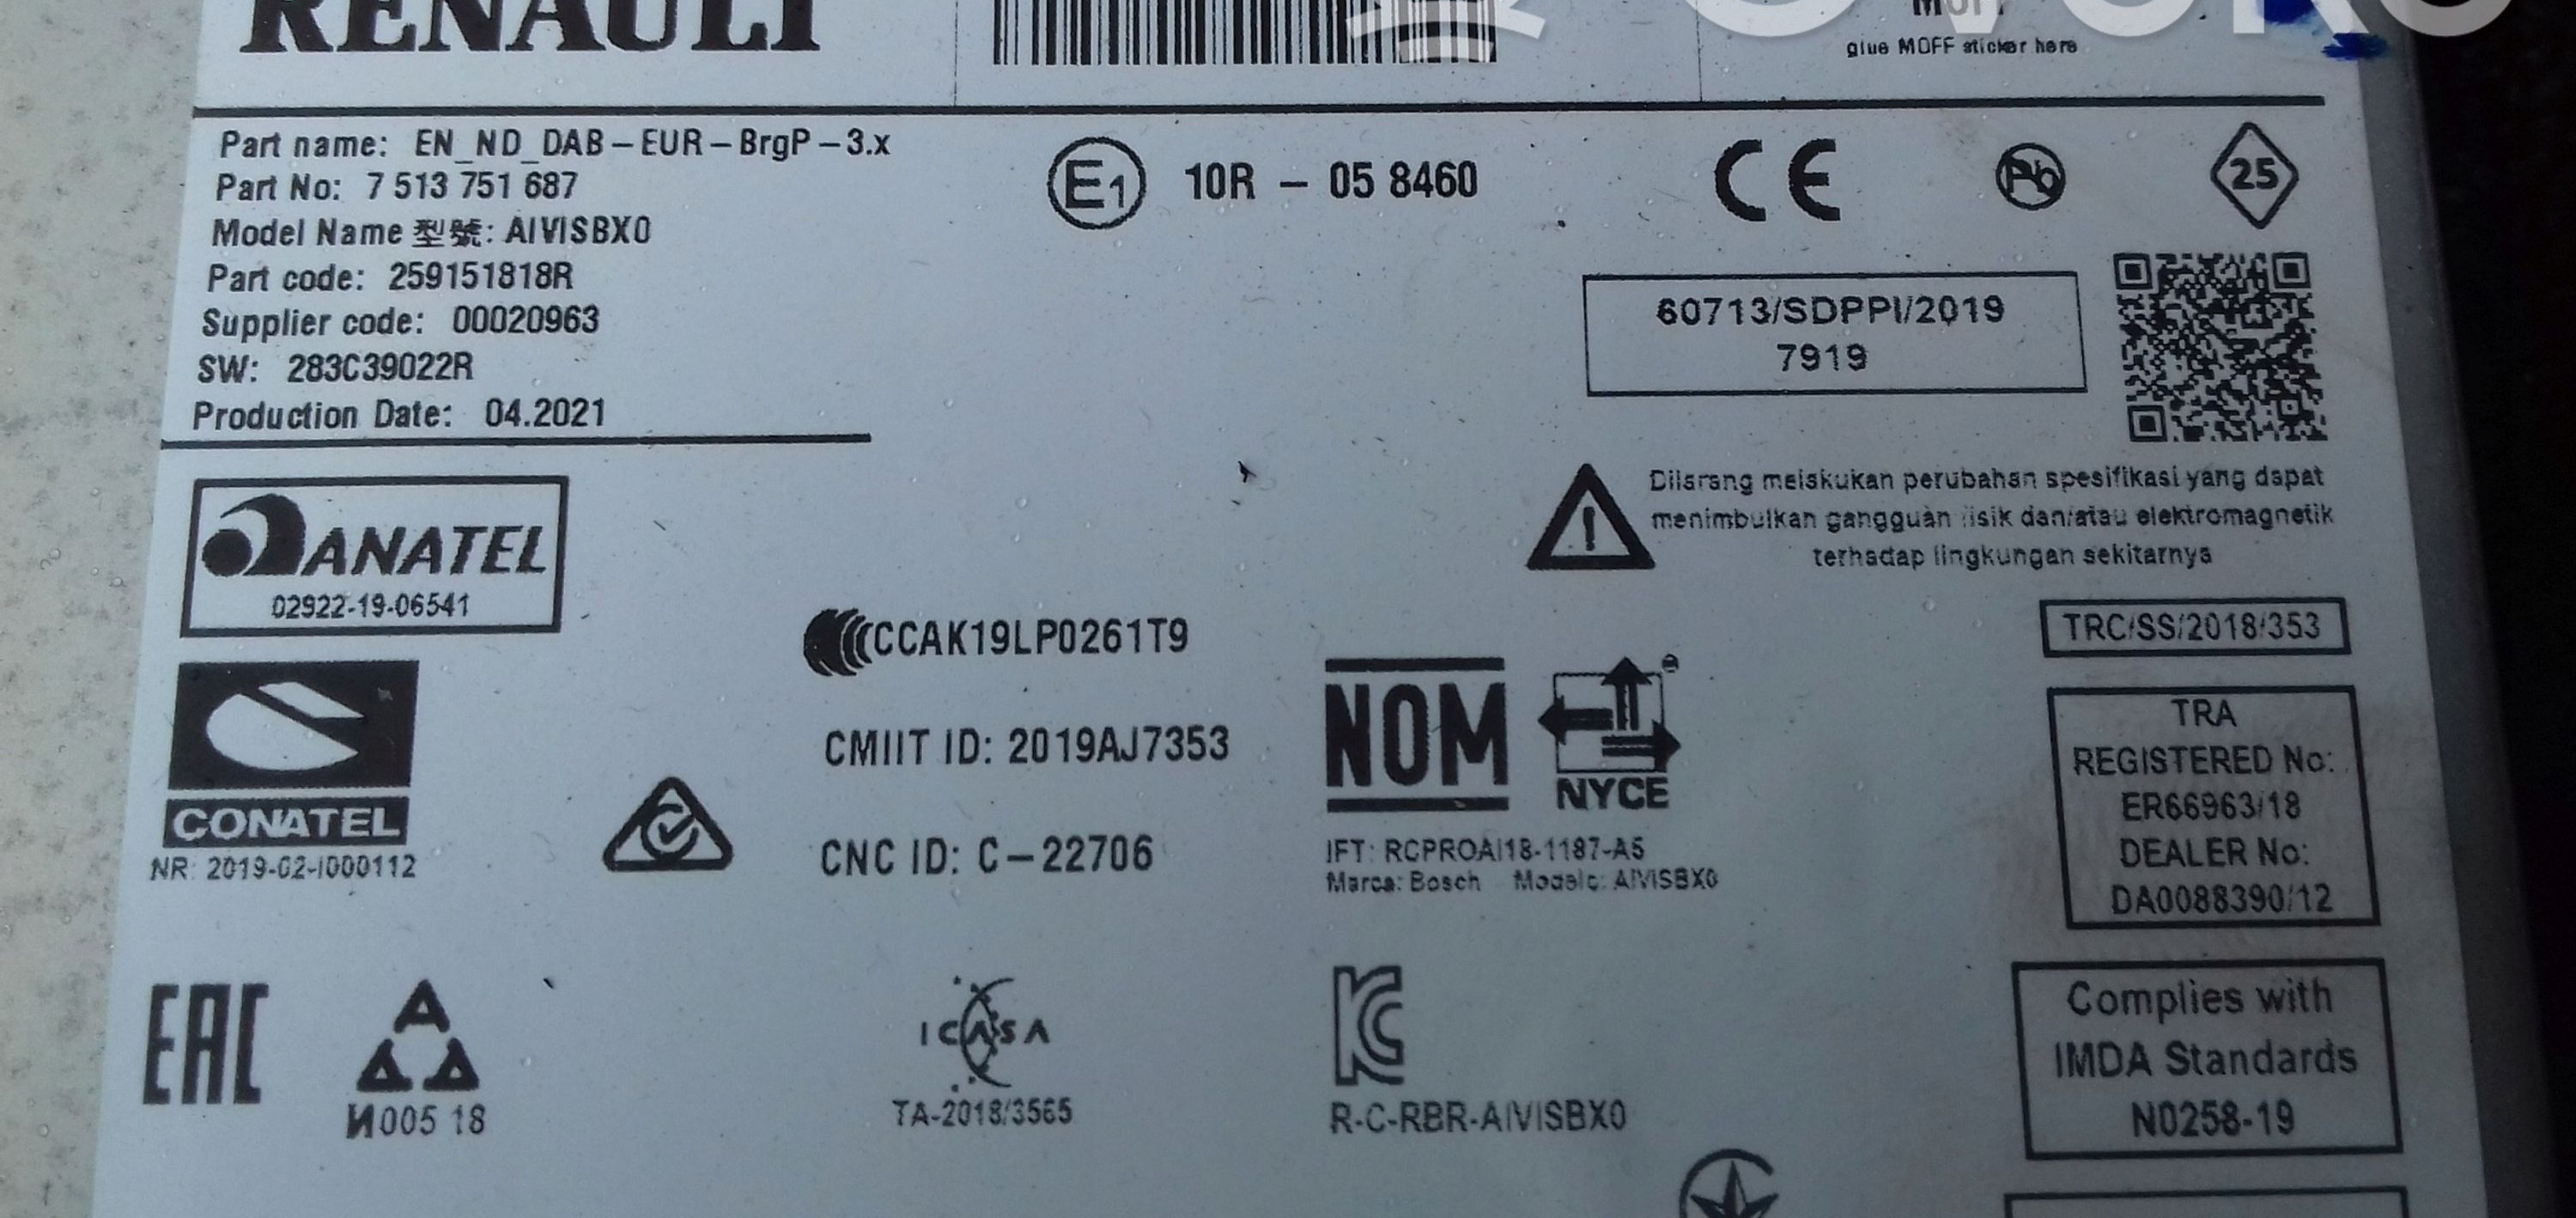 RENAULT
glue MOFF sticker here
Part name: EN_ND_DAB-EUR-BrgP-3.x
Part No: 7 513 751 687
Model Name 型號: AIVISBX0
Part code: 259151818R
Supplier code: 00020963
SW: 283C39022R
Production Date: 04.2021
E1 10R - 05 8460
CE
Pb
25
60713/SDPPI/2019
7919
Dilarang melakukan perubahan spesifikasi yang dapat
menimbulkan gangguan fisik dan/atau elektromagnetik
terhadap lingkungan sekitarnya
ANATEL
02922-19-06541
CCAK19LP0261T9
TRC/SS/2018/353
CONATEL
NR: 2019-02-I000112
CMIIT ID: 2019AJ7353
CNC ID: C-22706
NOM
NYCE
IFT: RCPROAI18-1187-A5
Marca: Bosch Modelo: AIVISBX0
TRA
REGISTERED No:
ER66963/18
DEALER No:
DA0088390/12
EAC
И005 18
ICASA
TA-2018/3565
R-C-RBR-AIVISBX0
Complies with
IMDA Standards
N0258-19